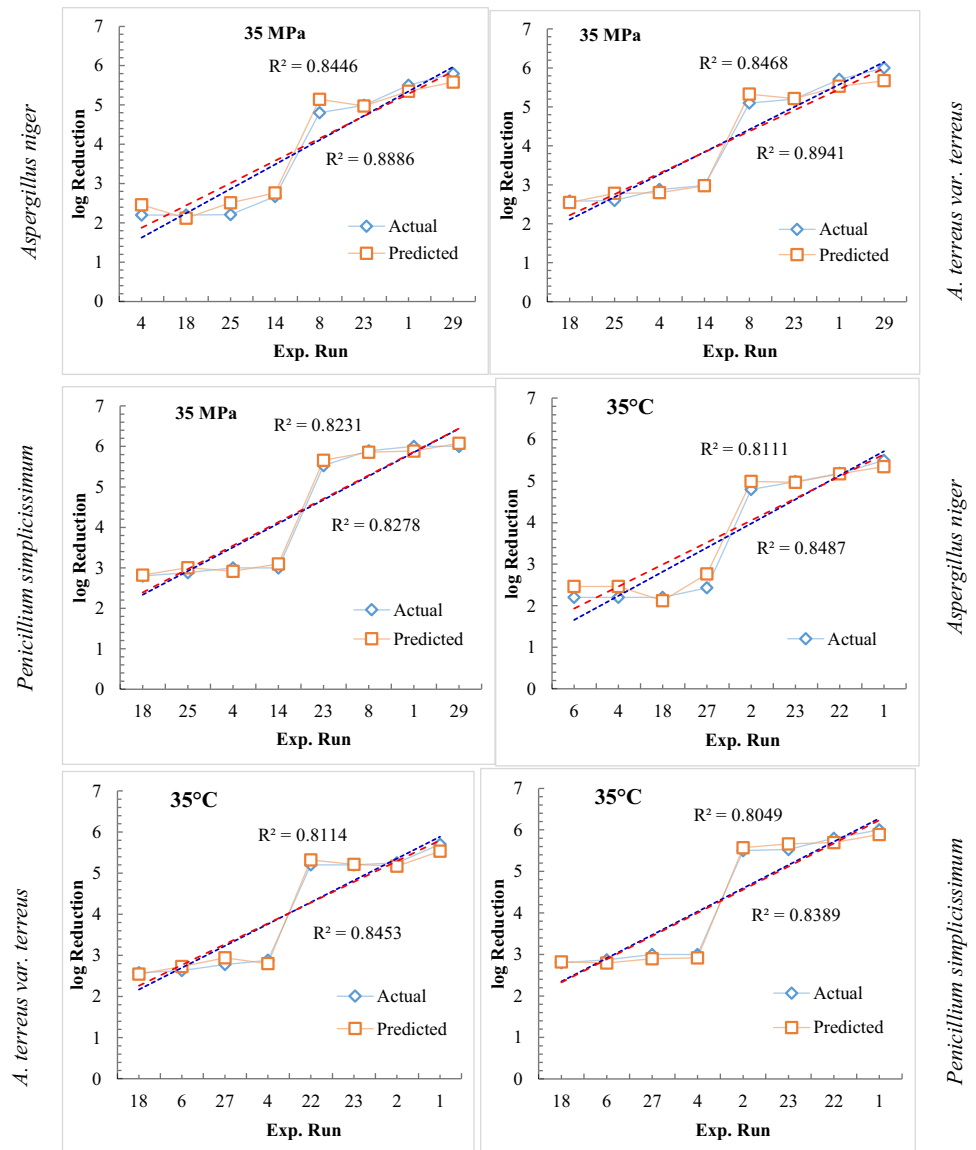 Aspergillus niger
35 MPa
R² = 0.8446
R² = 0.8886
log Reduction
7
6
5
4
3
2
1
0
Actual
Predicted
4 18 25 14 8 23 1 29
Exp. Run
35 MPa
R² = 0.8468
R² = 0.8941
log Reduction
7
6
5
4
3
2
1
0
Actual
Predicted
18 25 4 14 8 23 1 29
Exp. Run
A. terreus var. terreus
Penicillium simplicissimum
35 MPa
R² = 0.8231
R² = 0.8278
log Reduction
7
6
5
4
3
2
1
0
Actual
Predicted
18 25 4 14 23 8 1 29
Exp. Run
35°C
R² = 0.8111
R² = 0.8487
log Reduction
7
6
5
4
3
2
1
0
Actual
6 4 18 27 2 23 22 1
Exp. Run
Aspergillus niger
A. terreus var. terreus
35°C
R² = 0.8114
R² = 0.8453
log Reduction
7
6
5
4
3
2
1
0
Actual
Predicted
18 6 27 4 22 23 2 1
Exp. Run
35°C
R² = 0.8049
R² = 0.8389
log Reduction
7
6
5
4
3
2
1
0
Actual
Predicted
18 6 27 4 2 23 22 1
Exp. Run
Penicillium simplicissimum